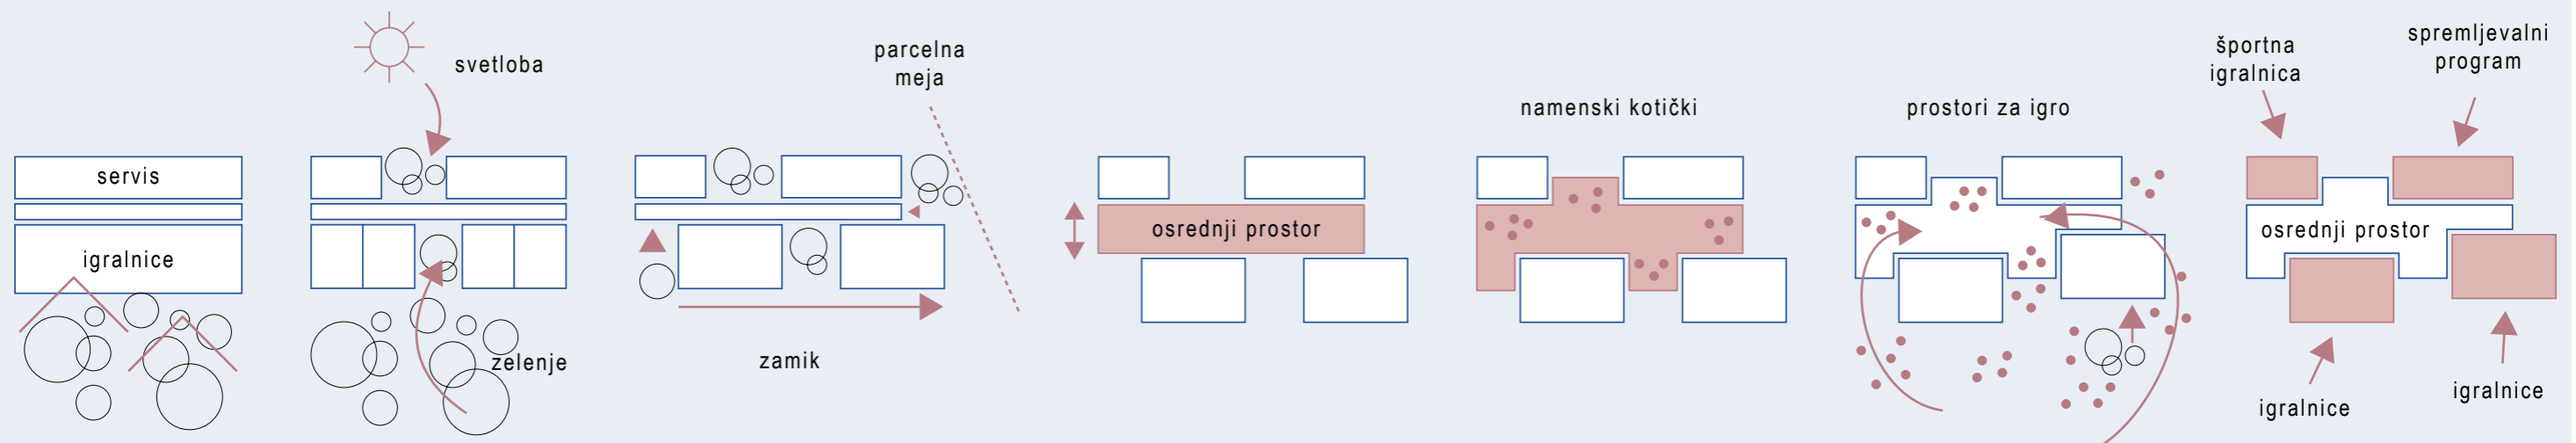 servis
igralnice
svetloba
zelenje
parcelna
meja
zamik
osrednji prostor
namenski kotički
prostori za igro
športna
igralnica
spremljevalni
program
osrednji prostor
igralnice
igralnice